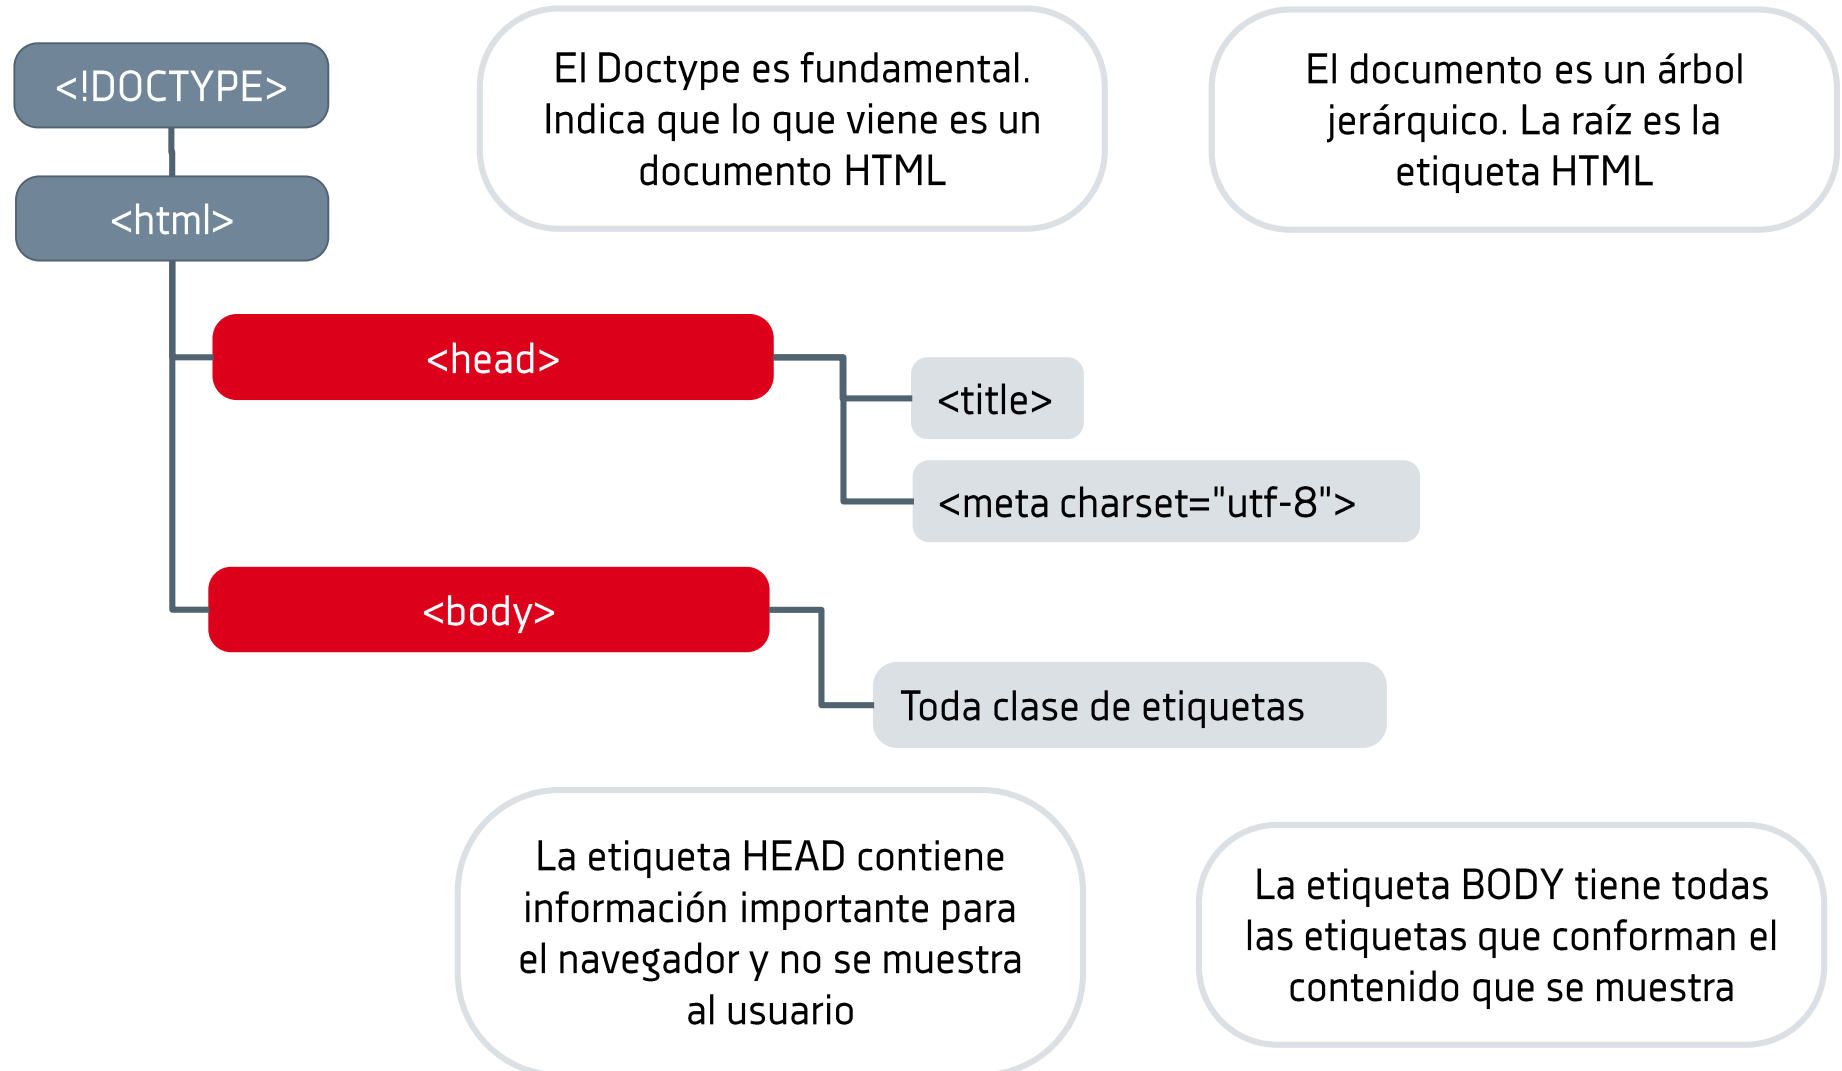 <!DOCTYPE>
<html>
El Doctype es fundamental.
Indica que lo que viene es un
documento HTML
El documento es un árbol
jerárquico. La raíz es la
etiqueta HTML
<head>
<title>
<meta charset="utf-8">
<body>
Toda clase de etiquetas
La etiqueta HEAD contiene
información importante para
el navegador y no se muestra
al usuario
La etiqueta BODY tiene todas
las etiquetas que conforman el
contenido que se muestra